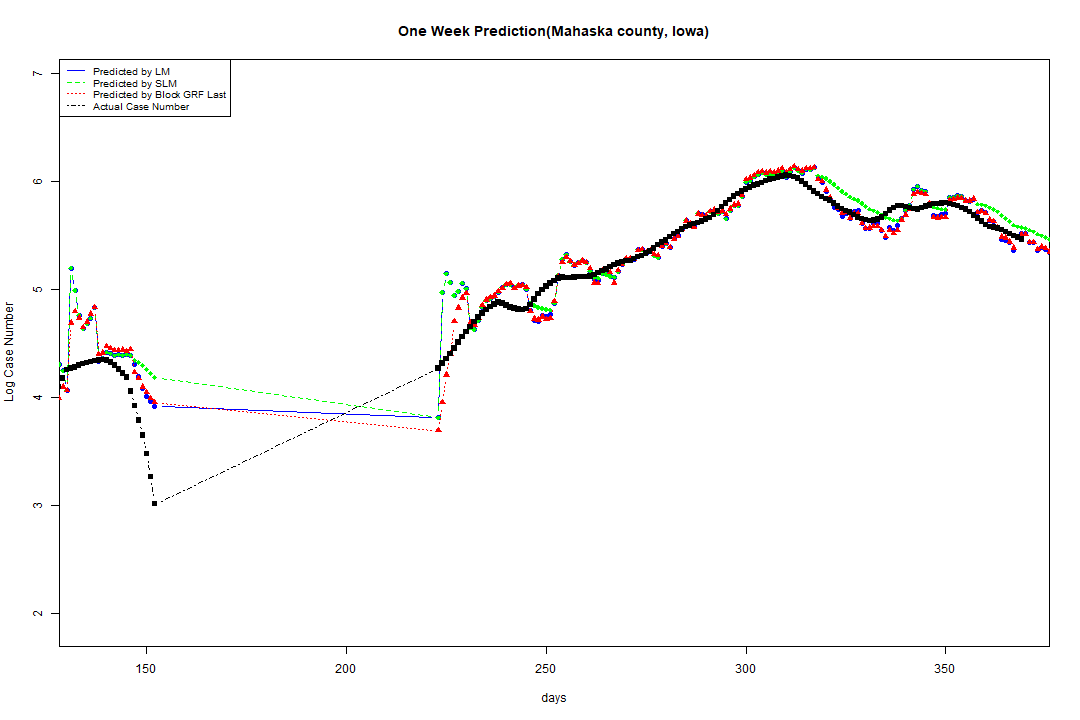 One Week Prediction(Mahaska county, Iowa)
Predicted by LM
Predicted by SLM
Predicted by Block GRF Last
Actual Case Number
7
6
5
4
3
2
Log Case Number
150 200 250 300 350
days